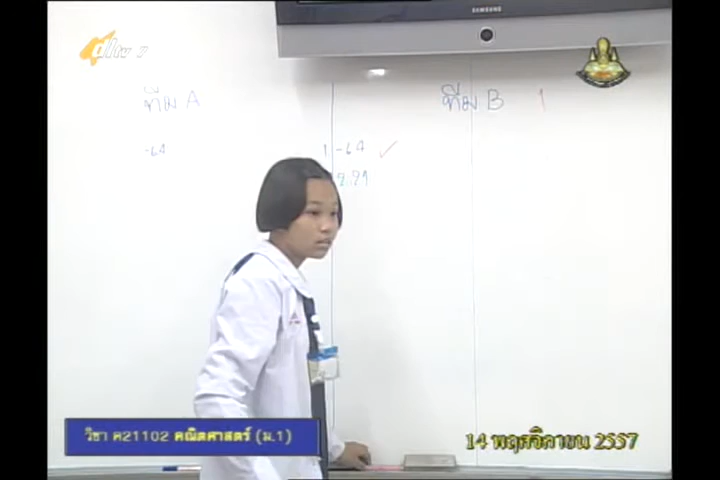 SAMSUNG
ทีม A
ทีม B 1
-64
1. -64 ✓
2. 29
วิชา ค21102 คณิตศาสตร์ (ม.1)
14 พฤศจิกายน 2557